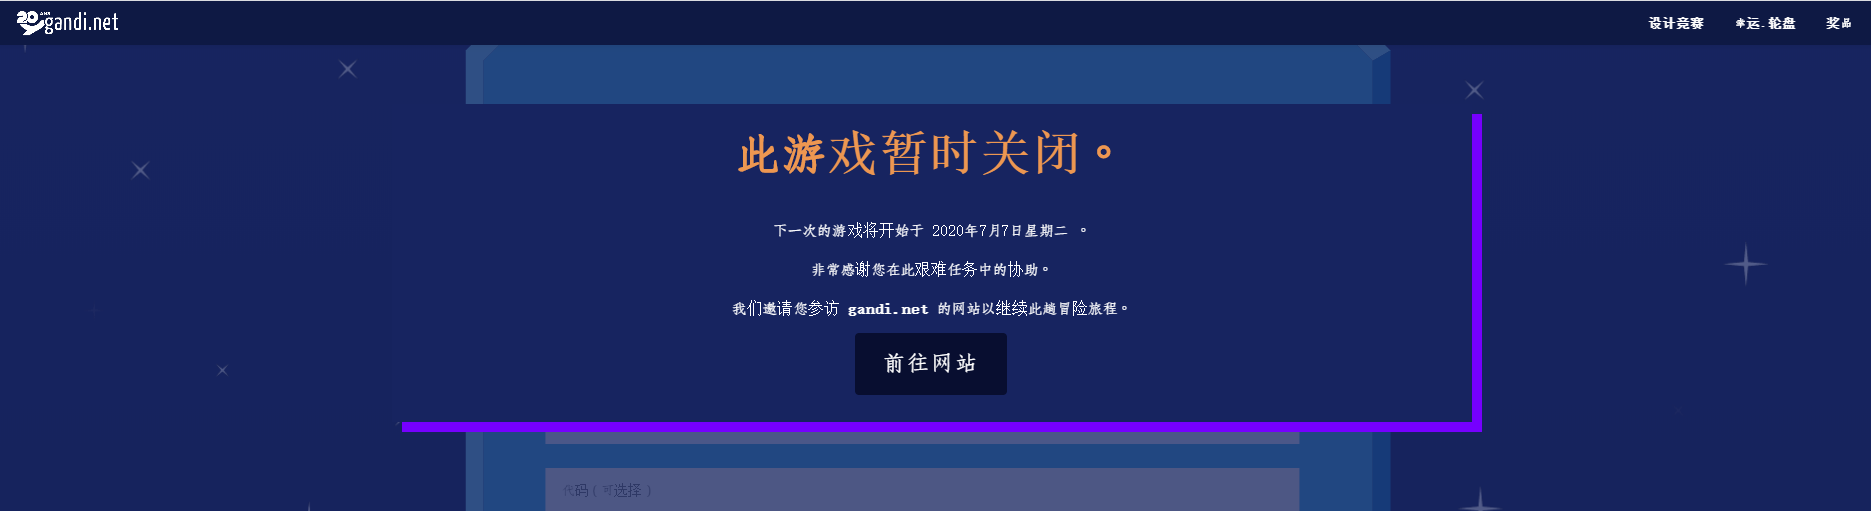 20 ANS gandi.net
设计竞赛 幸运.轮盘 奖品
此游戏暂时关闭。
下一次的游戏将开始于 2020年7月7日星期二 。
非常感谢您在此艰难任务中的协助。
我们邀请您参访 gandi.net 的网站以继续此趟冒险旅程。
前往网站
代码 ( 可选择 )